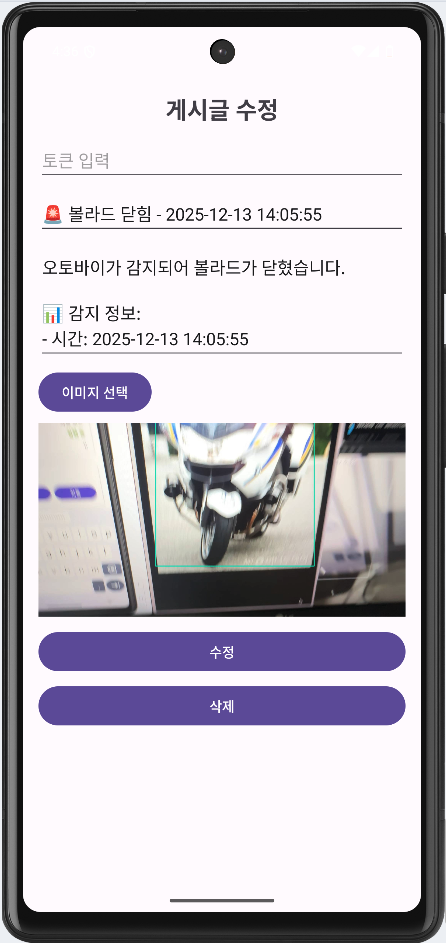 게시글 수정
토큰 입력
🚨 볼라드 닫힘 - 2025-12-13 14:05:55
오토바이가 감지되어 볼라드가 닫혔습니다.
📊 감지 정보:
- 시간: 2025-12-13 14:05:55
이미지 선택
수정
삭제